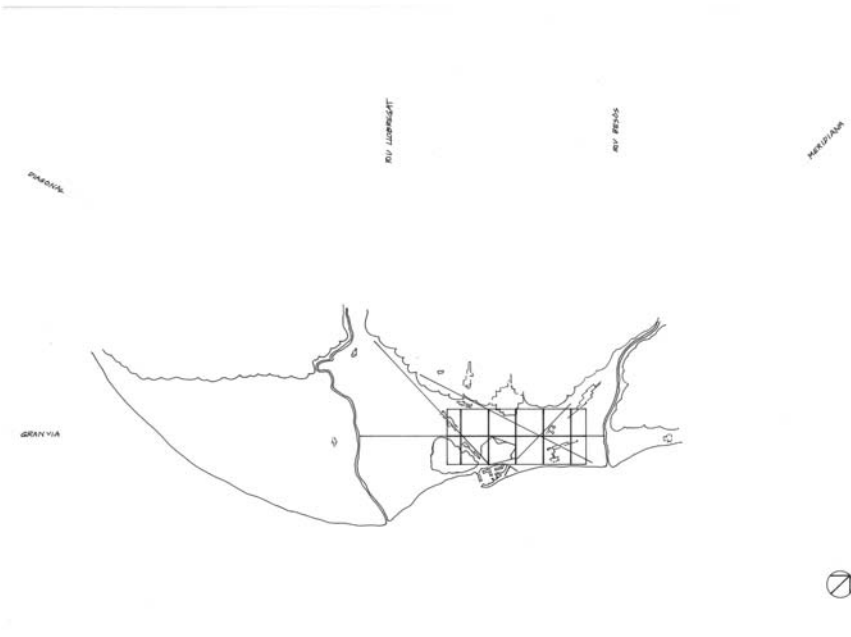 RIU LLOBREGAT
RIU BESÒS
MERIDIANA
DIAGONAL
GRAN VIA